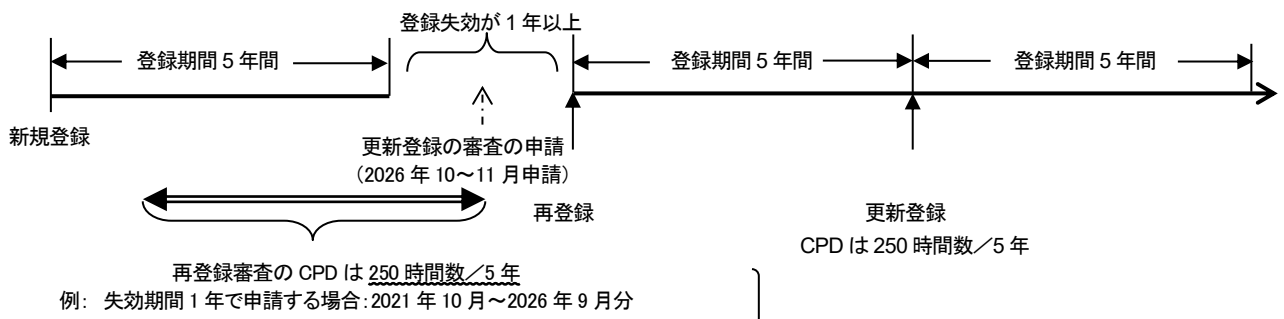 登録失効が 1 年以上
登録期間 5 年間
登録期間 5 年間
登録期間 5 年間
新規登録
更新登録の審査の申請
（2026 年 10～11 月申請）
再登録
更新登録
CPD は 250 時間数／5 年
再登録審査の CPD は 250 時間数／5 年
例： 失効期間 1 年で申請する場合：2021 年 10 月～2026 年 9 月分